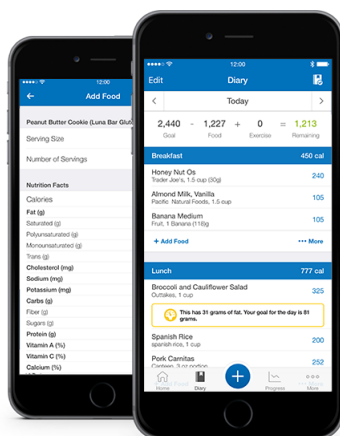 12:00
Add Food
Peanut Butter Cookie (Luna Bar
Serving Size
Number of Servings
Nutrition Facts
Calories
Fat (g)
Saturated (g)
Polyunsaturated (g)
Monounsaturated (g)
Trans (g)
Cholesterol (mg)
Sodium (mg)
Potassium (mg)
Carbs (g)
Fiber (g)
Sugars (g)
Protein (g)
Vitamin A (%)
Vitamin C (%)
Calcium (%)
12:00
Edit Diary
< Today >
2,440 - 1,227 + 0 = 1,213
Goal Food Exercise Remaining
Breakfast 450 cal
Honey Nut Os 240
Trader Joe's, 1.5 cup (30g)
Almond Milk, Vanilla 105
Pacific Natural Foods, 1.5 cup
Banana Medium 105
Fruit, 1 Banana (118)g
+ Add Food ••• More
Lunch 777 cal
Broccoli and Cauliflower Salad 325
Outtakes, 1 cup
This has 31 grams of fat. Your goal for the day is 81
grams.
Spanish Rice 200
spanish rice, 1 cup
Pork Carnitas 252
Canteen, 3 oz portion
Home Diary + Progress More